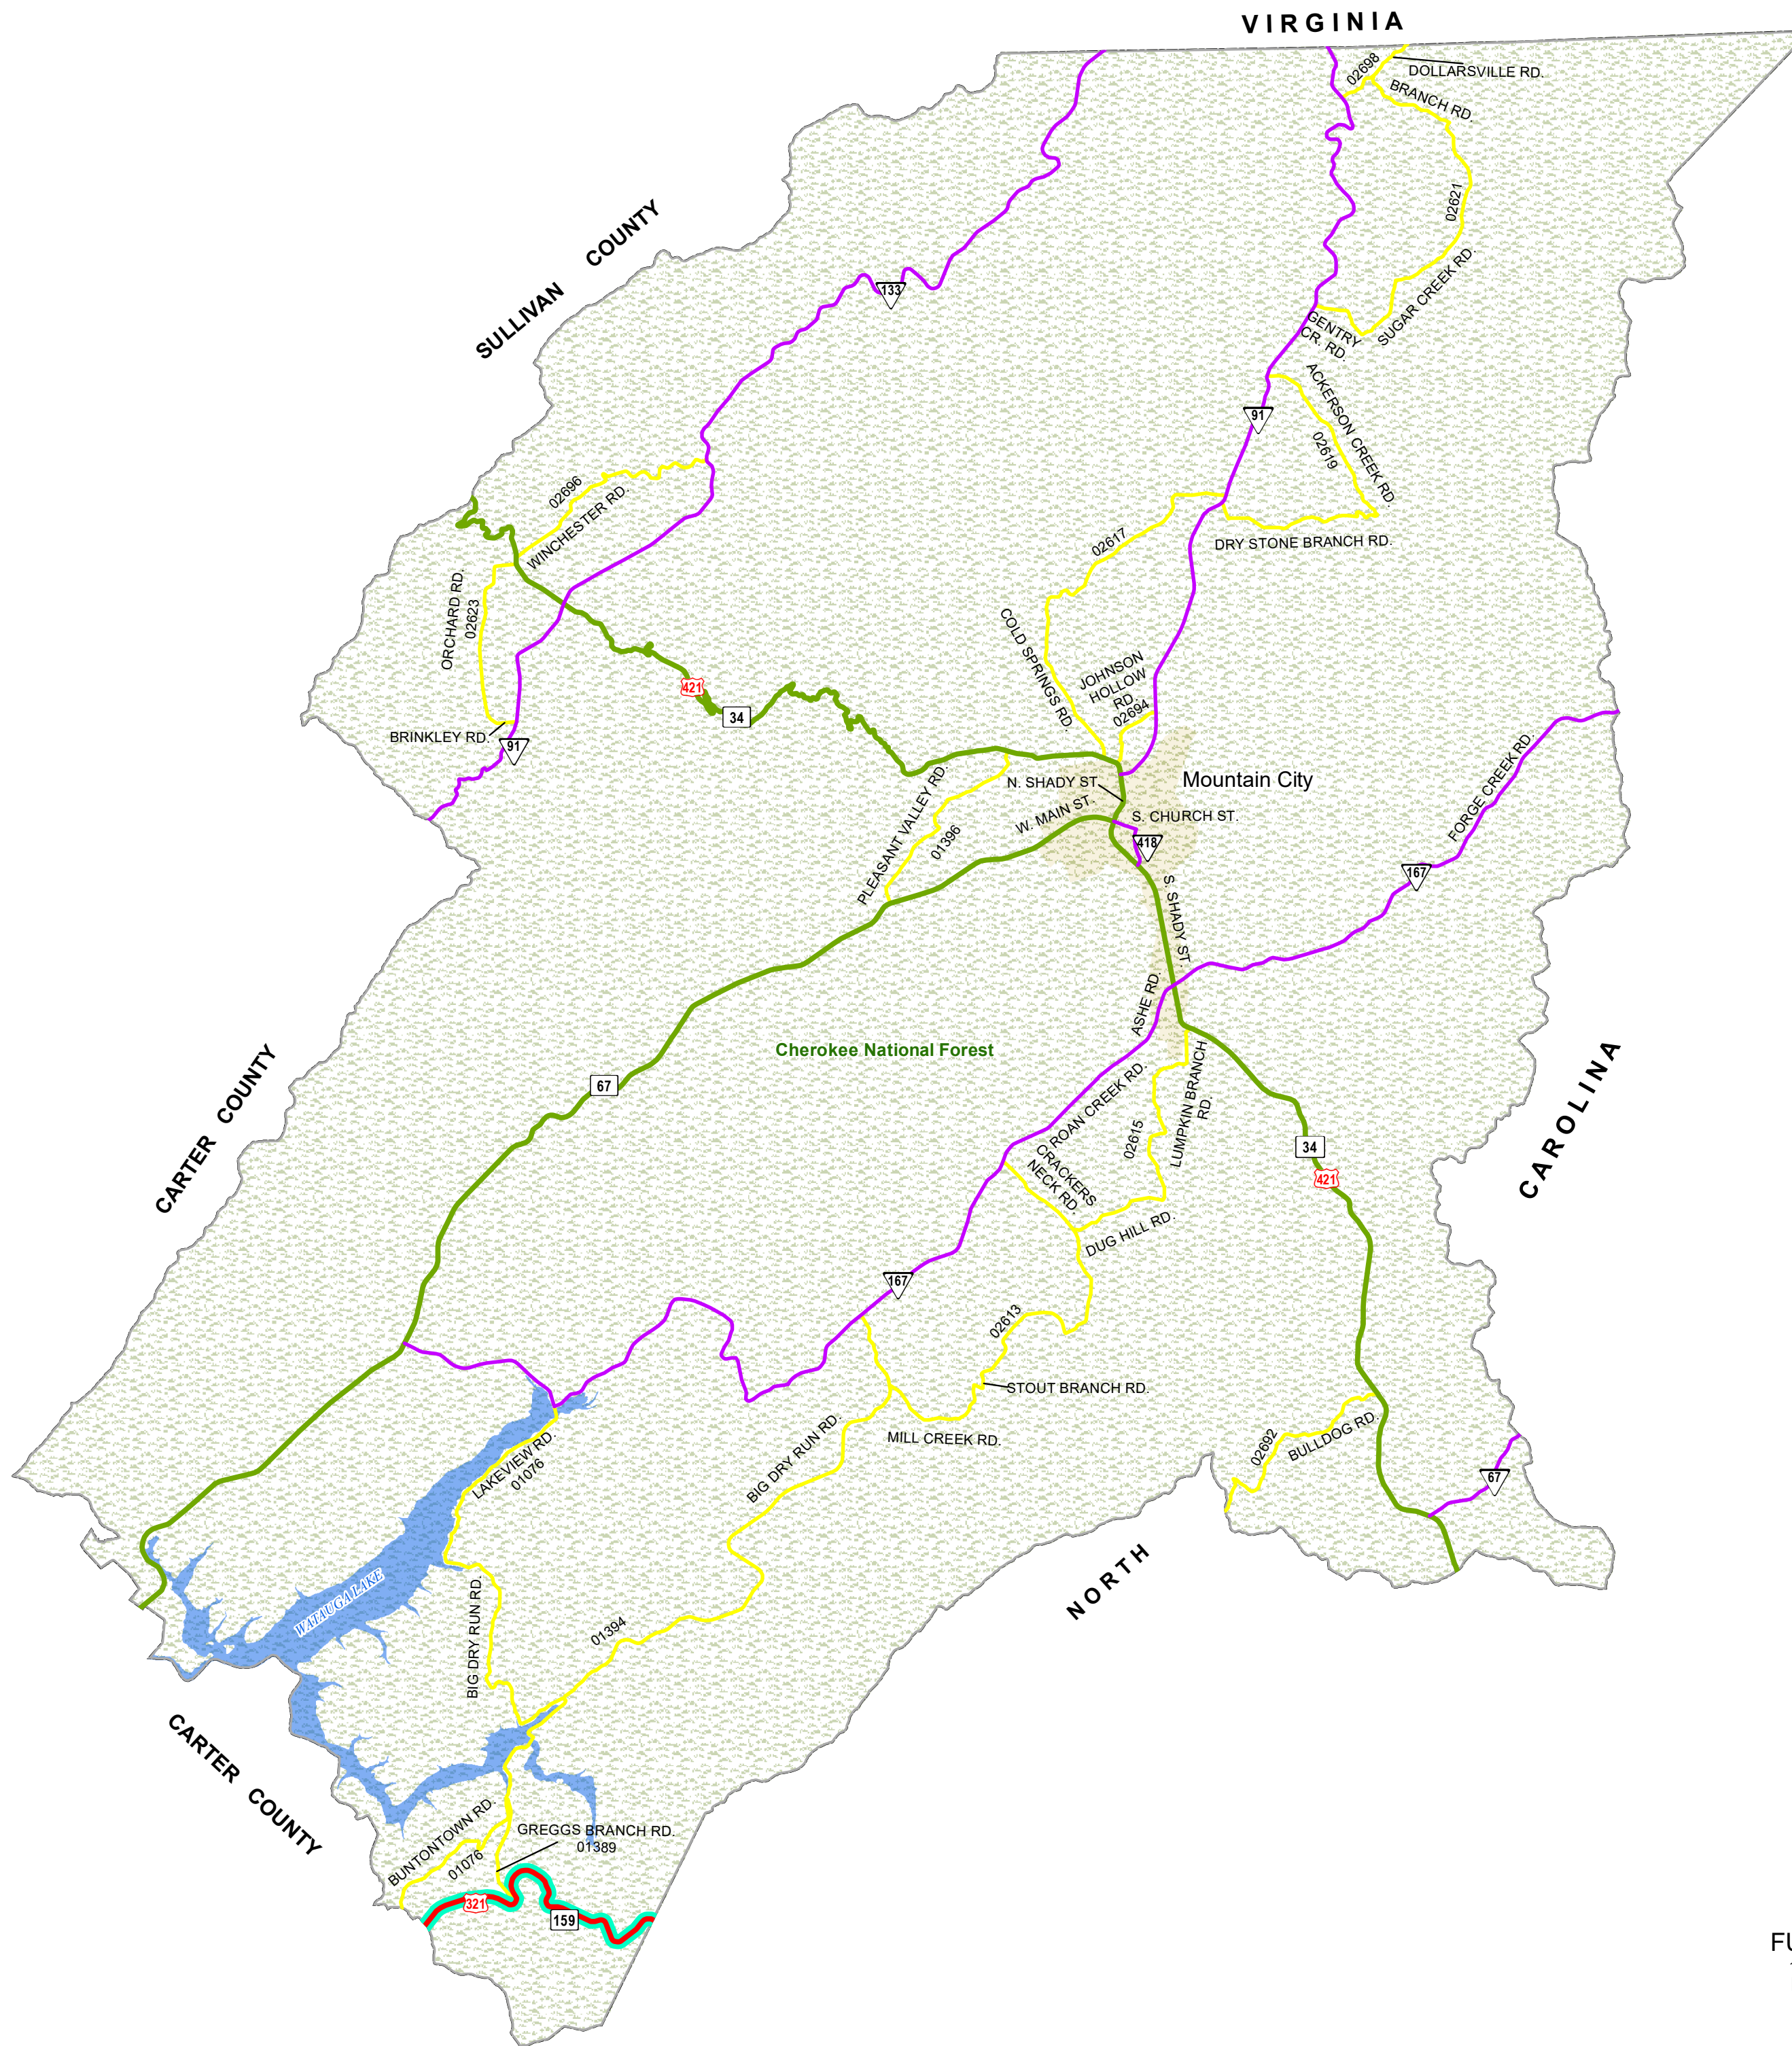 VIRGINIA
02698
DOLLARSVILLE RD.
BRANCH RD.
02621
SUGAR CREEK RD.
GENTRY
CR. RD.
SULLIVAN COUNTY
133
91
ACKERSON CREEK RD.
02619
DRY STONE BRANCH RD.
02696
WINCHESTER RD.
02617
ORCHARD RD.
02623
COLD SPRINGS RD.
JOHNSON
HOLLOW
RD.
02694
421
34
BRINKLEY RD.
91
N. SHADY ST.
Mountain City
W. MAIN ST.
S. CHURCH ST.
418
PLEASANT VALLEY RD.
01396
FORGE CREEK RD.
167
S. SHADY ST.
ASHE RD.
Cherokee National Forest
67
CARTER COUNTY
CAROLINA
ROAN CREEK RD.
CRACKERS
NECK RD.
02615
LUMPKIN BRANCH
RD.
34
421
DUG HILL RD.
167
02613
STOUT BRANCH RD.
MILL CREEK RD.
BIG DRY RUN RD.
LAKEVIEW RD.
01076
02692
BULLDOG RD.
67
NORTH
WATAUGA LAKE
BIG DRY RUN RD.
01394
CARTER COUNTY
BUNTONTOWN RD.
01076
GREGGS BRANCH RD.
01389
321
159
FU